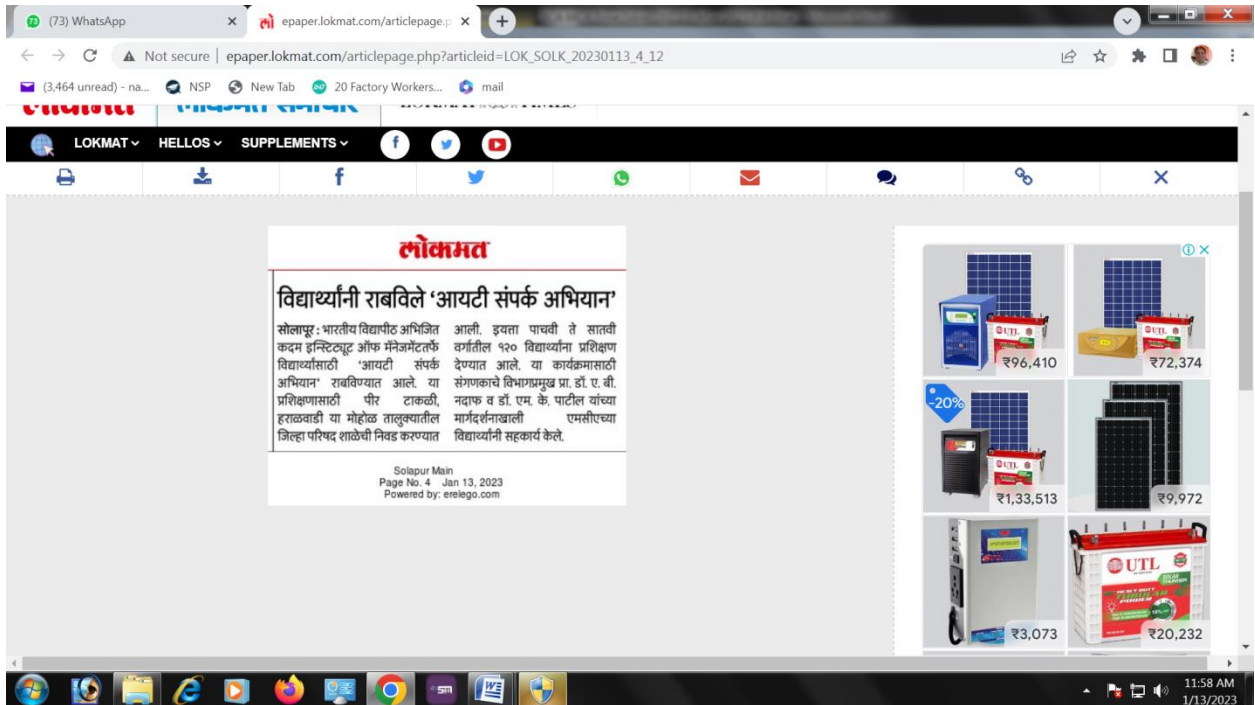 (73) WhatsApp
epaper.lokmat.com/articlepage.p
Not secure | epaper.lokmat.com/articlepage.php?articleid=LOK_SOLK_20230113_4_12
(3,464 unread) - na...
NSP
New Tab
20 Factory Workers...
mail
LOKMAT
HELLOS
SUPPLEMENTS
लोकमत
विद्यार्थ्यांनी राबविले ‘आयटी संपर्क अभियान’
सोलापूर : भारतीय विद्यापीठ अभिजित
कदम इन्स्टिट्यूट ऑफ मॅनेजमेंटतर्फे
विद्यार्थ्यांसाठी 'आयटी संपर्क
अभियान' राबविण्यात आले. या
प्रशिक्षणासाठी पीर टाकळी,
हराळवाडी या मोहोळ तालुक्यातील
जिल्हा परिषद शाळेची निवड करण्यात
आली. इयत्ता पाचवी ते सातवी
वर्गातील १२० विद्यार्थ्यांना प्रशिक्षण
देण्यात आले. या कार्यक्रमासाठी
संगणकाचे विभागप्रमुख प्रा. डॉ. ए. बी.
नदाफ व डॉ. एम. के. पाटील यांच्या
मार्गदर्शनाखाली एमसीएच्या
विद्यार्थ्यांनी सहकार्य केले.
Solapur Main
Page No. 4 Jan 13, 2023
Powered by: erelego.com
UTL
₹96,410
UTL
₹72,374
-20%
UTL
₹1,33,513
₹9,972
₹3,073
UTL
₹20,232
11:58 AM
1/13/2023